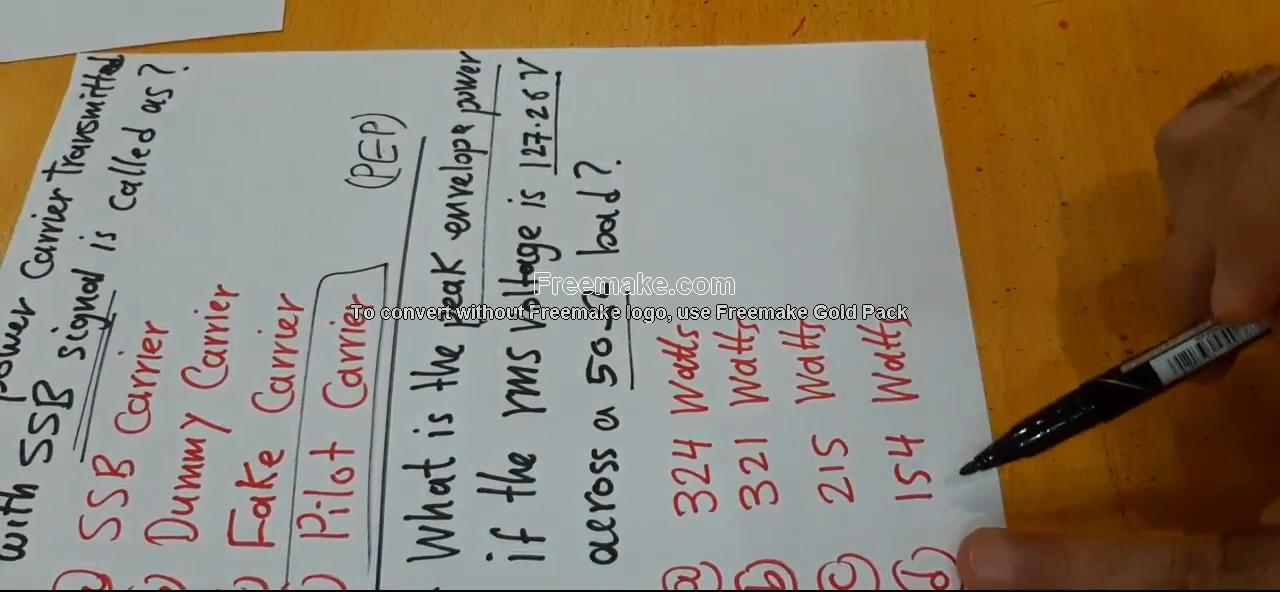 power Carrier Transmitted
with SSB signal is called as?
a) SSB Carrier
Dummy Carrier
Fake Carrier
Pilot Carrier
(PEP)
What is the peak envelope power
if the rms voltage is 127.26 V
across a 50-Ω load?
a) 324 Watts
b) 321 Watts
c) 215 Watts
d) 154 Watts
Freemake.com
To convert without Freemake logo, use Freemake Gold Pack